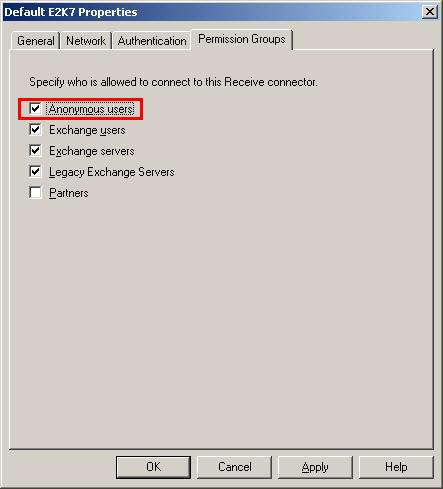 Default E2K7 Properties
General Network Authentication Permission Groups
Specify who is allowed to connect to this Receive connector.
Anonymous users
Exchange users
Exchange servers
Legacy Exchange Servers
Partners
OK Cancel Apply Help